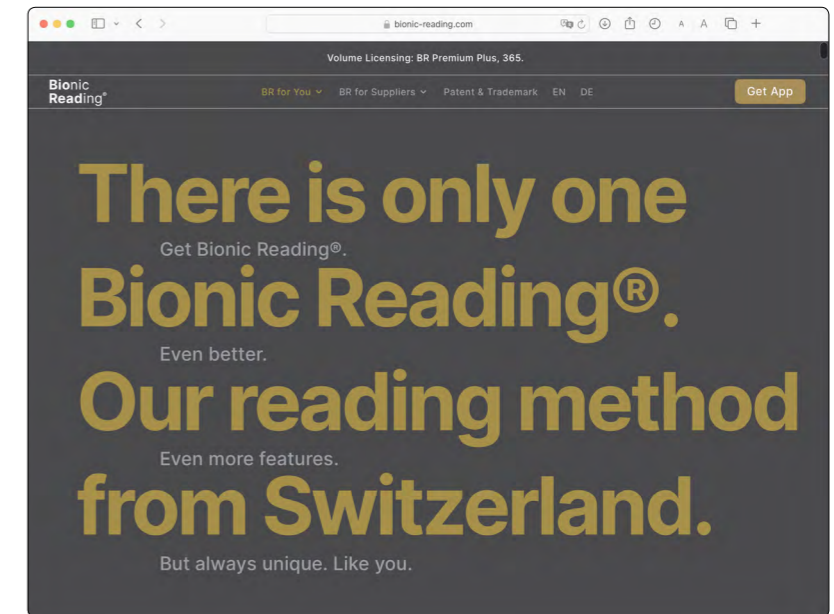 bionic-reading.com
A A
Volume Licensing: BR Premium Plus, 365.
Bionic
Reading®
BR for You
BR for Suppliers
Patent & Trademark
EN
DE
Get App
There is only one
Get Bionic Reading®.
Bionic Reading®.
Even better.
Our reading method
Even more features.
from Switzerland.
But always unique. Like you.